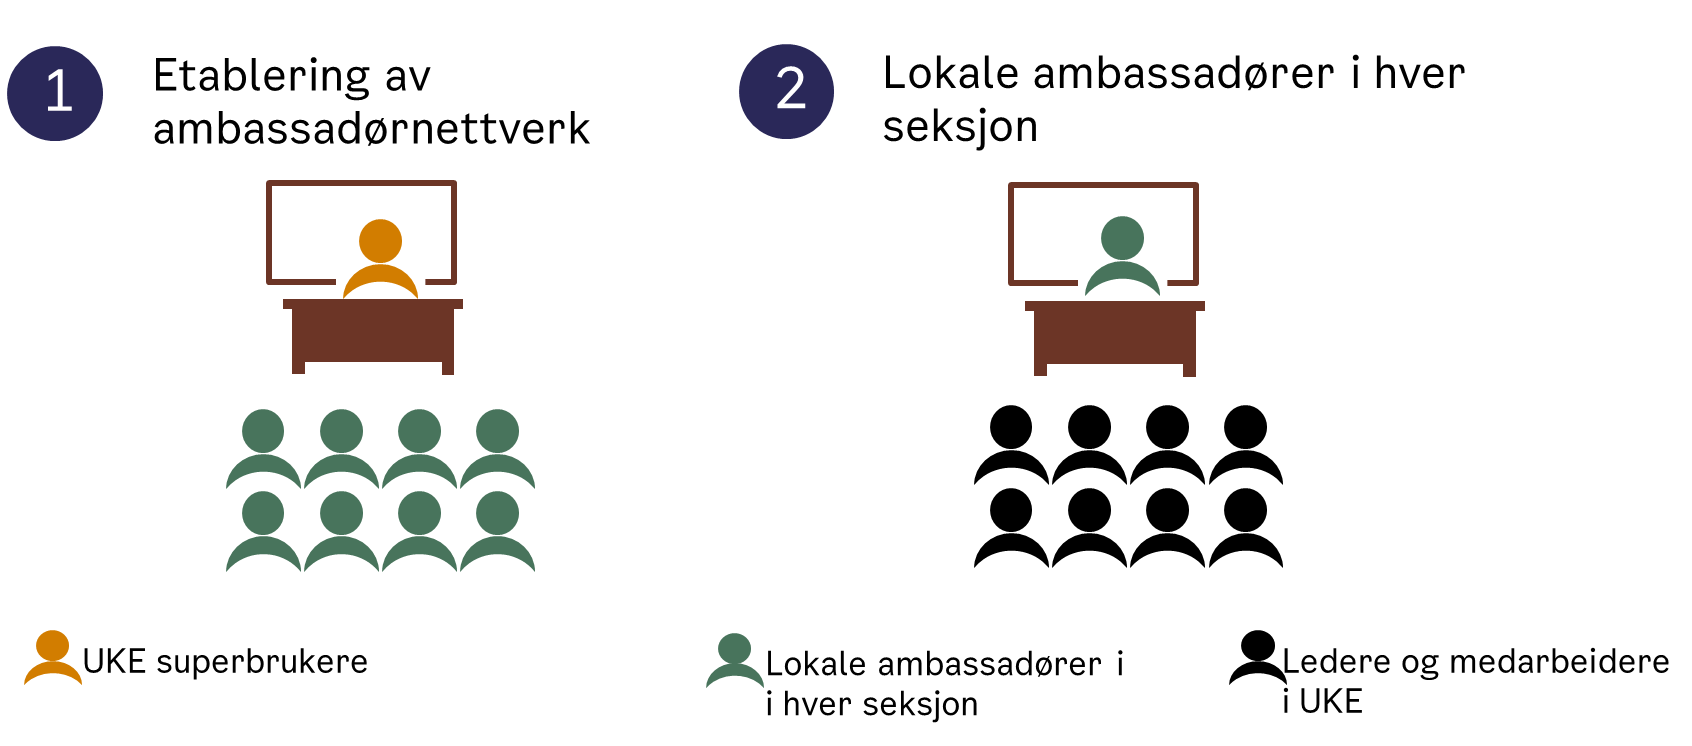 1
Etablering av
ambassadørnettverk
2
Lokale ambassadører i hver
seksjon
UKE superbrukere
Lokale ambassadører i
i hver seksjon
Ledere og medarbeidere
i UKE